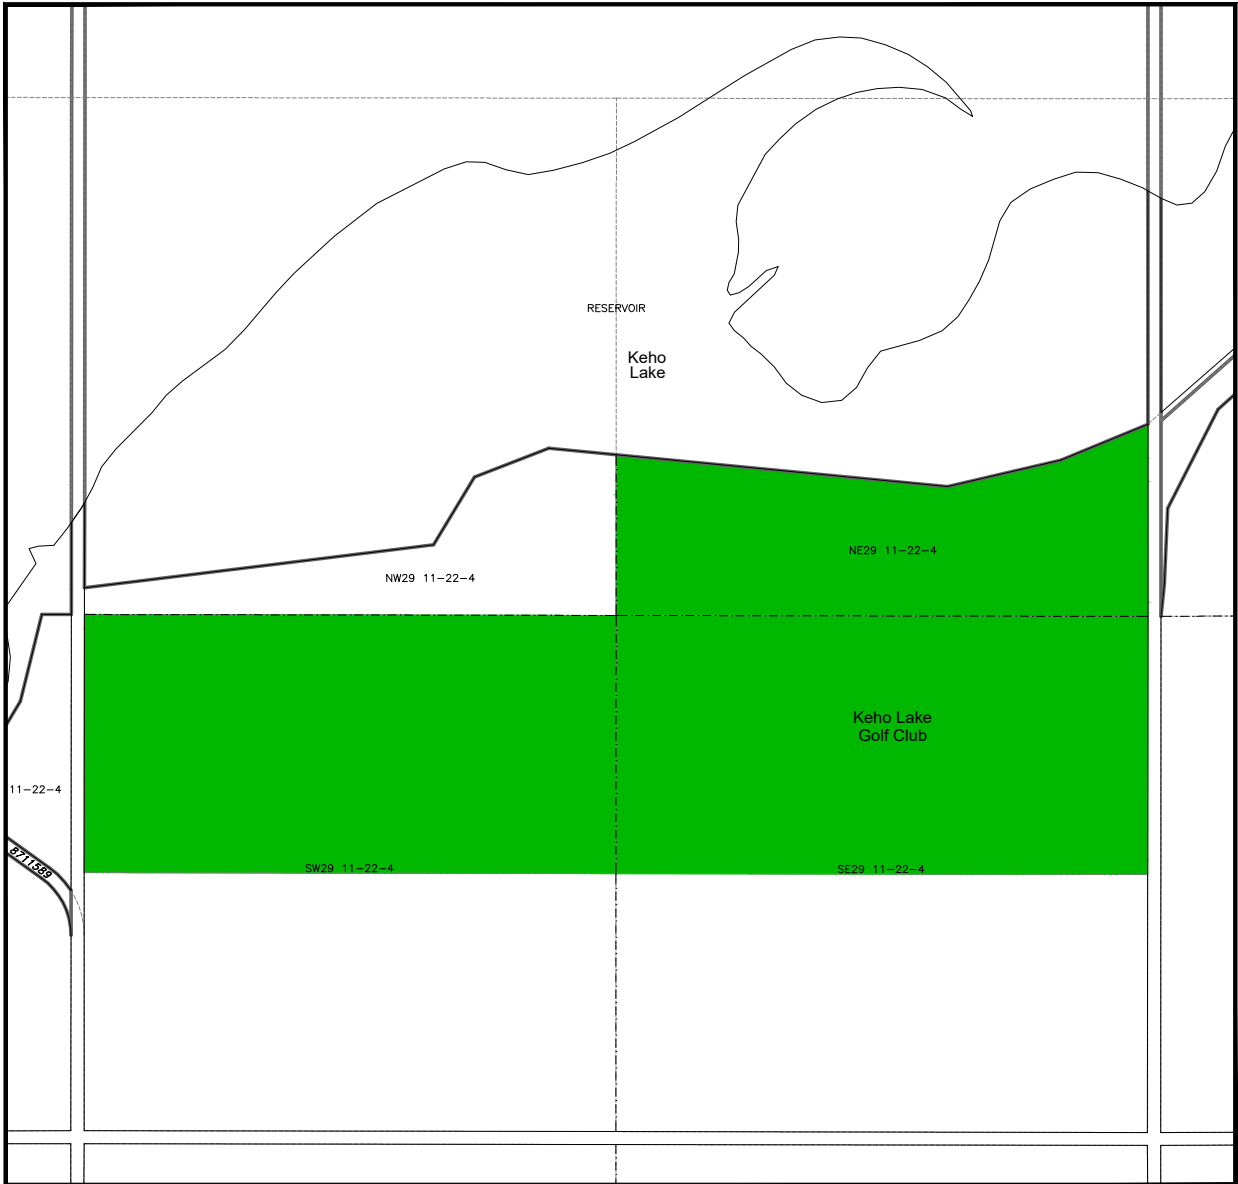 RESERVOIR
Keho
Lake
NE29 11-22-4
NW29 11-22-4
Keho Lake
Golf Club
11-22-4
8711589
SW29 11-22-4
SE29 11-22-4